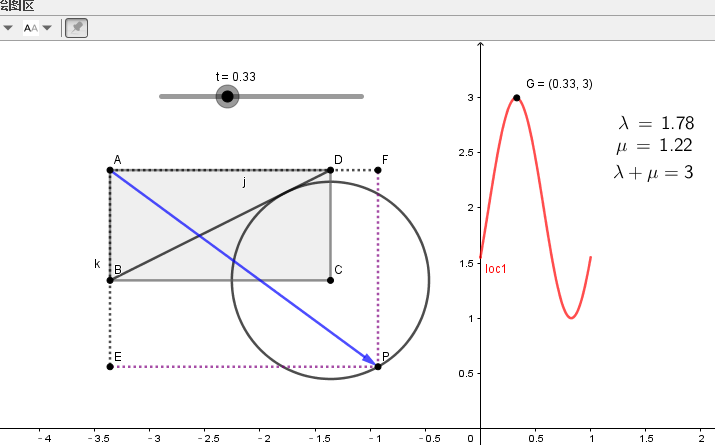 绘图区
AA
t = 0.33
A
D
F
j
k
B
C
E
P
G = (0.33, 3)
λ = 1.78
μ = 1.22
λ + μ = 3
loc1
3
2.5
2
1.5
1
0.5
-4 -3.5 -3 -2.5 -2 -1.5 -1 -0.5 0 0.5 1 1.5 2